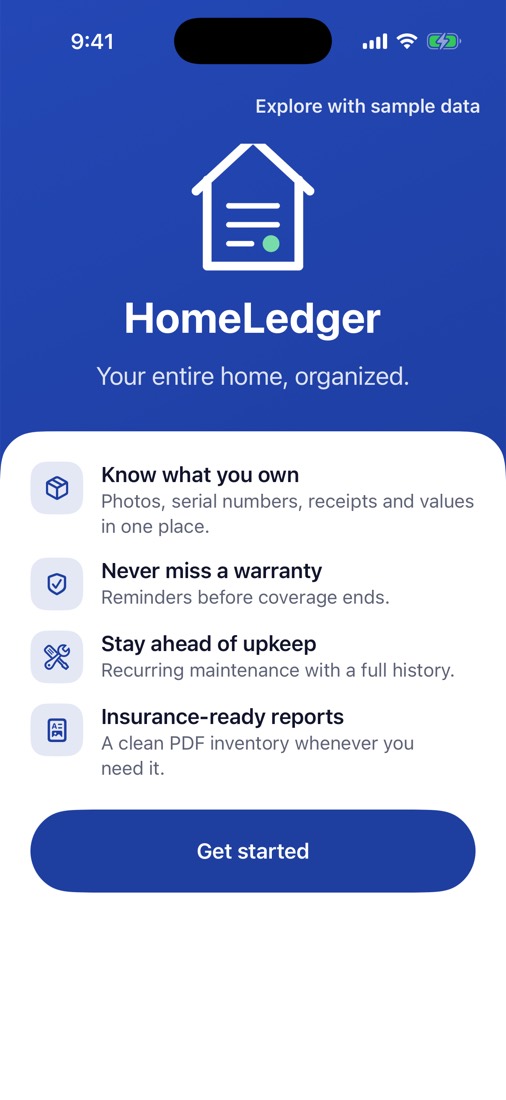 9:41
Explore with sample data
HomeLedger
Your entire home, organized.
Know what you own
Photos, serial numbers, receipts and values
in one place.
Never miss a warranty
Reminders before coverage ends.
Stay ahead of upkeep
Recurring maintenance with a full history.
Insurance-ready reports
A clean PDF inventory whenever you
need it.
Get started